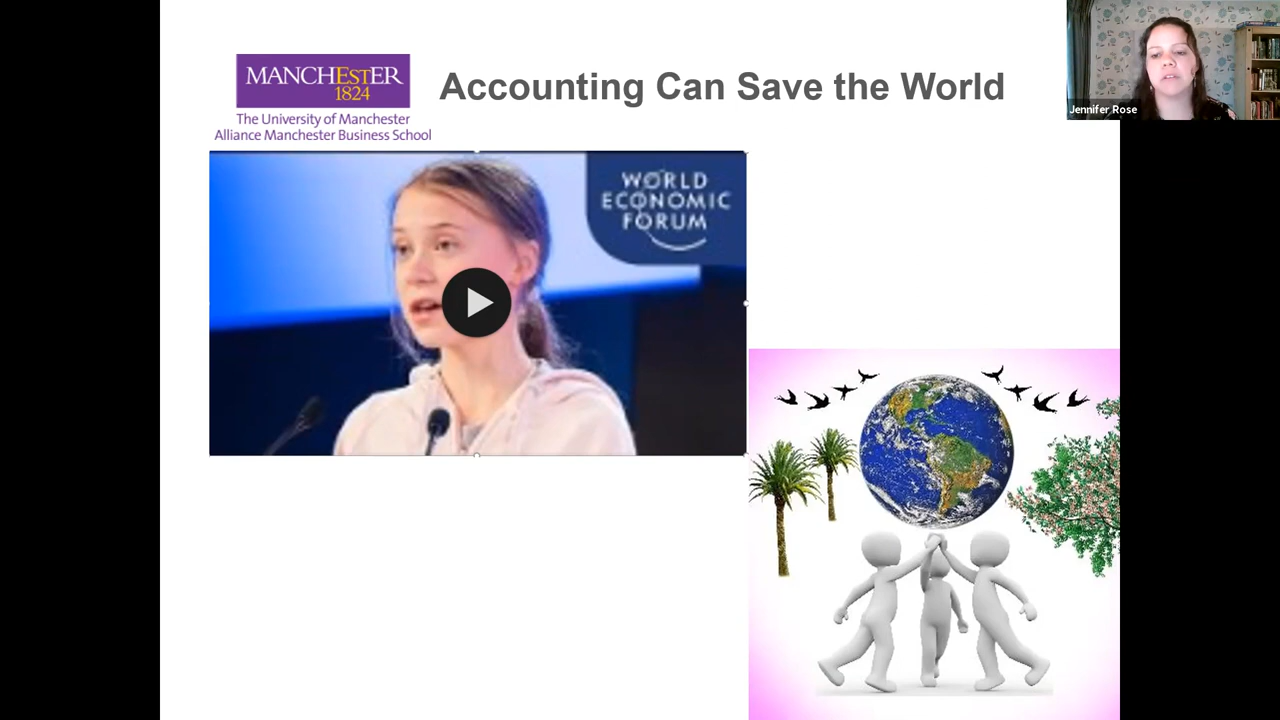 MANCHESTER
1824
The University of Manchester
Alliance Manchester Business School
Accounting Can Save the World
Jennifer Rose
WORLD
ECONOMIC
FORUM